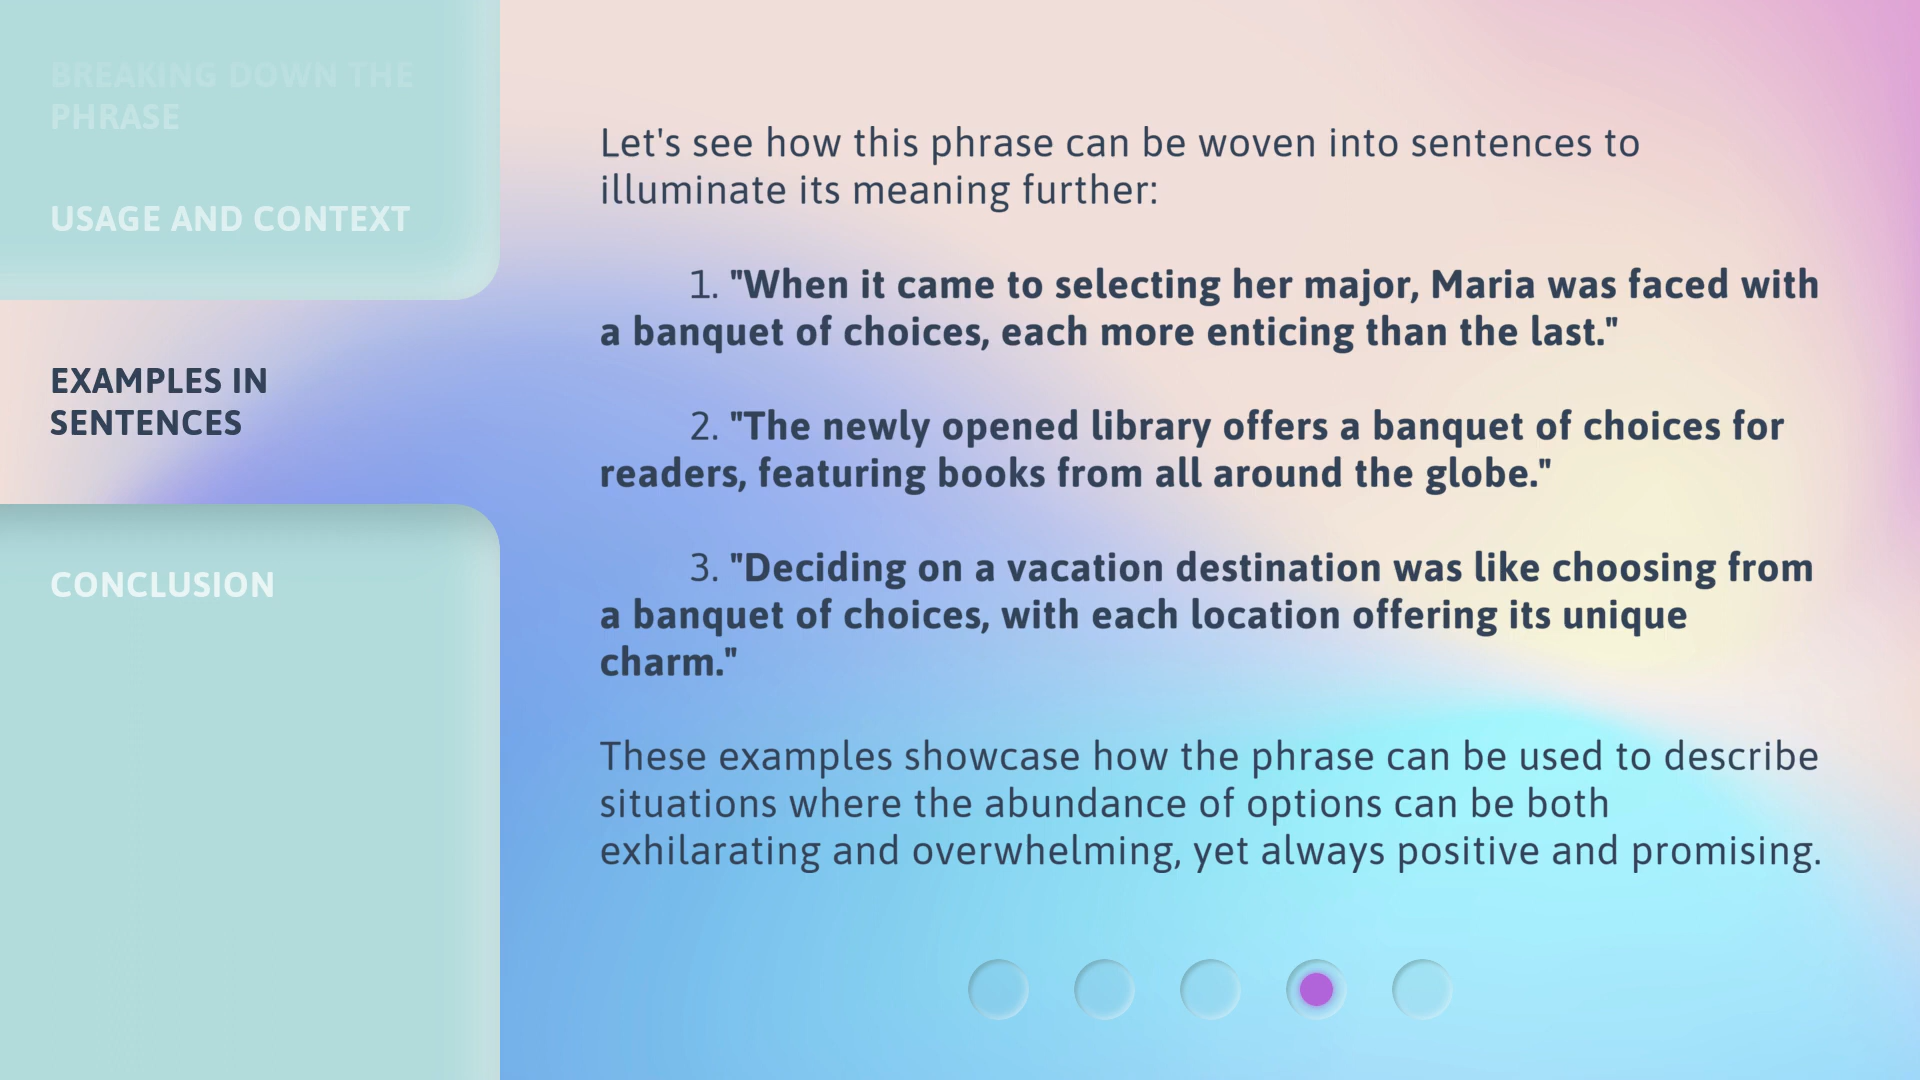 BREAKING DOWN THE
PHRASE
USAGE AND CONTEXT
EXAMPLES IN
SENTENCES
CONCLUSION
Let's see how this phrase can be woven into sentences to
illuminate its meaning further:
1. "When it came to selecting her major, Maria was faced with
a banquet of choices, each more enticing than the last."
2. "The newly opened library offers a banquet of choices for
readers, featuring books from all around the globe."
3. "Deciding on a vacation destination was like choosing from
a banquet of choices, with each location offering its unique
charm."
These examples showcase how the phrase can be used to describe
situations where the abundance of options can be both
exhilarating and overwhelming, yet always positive and promising.